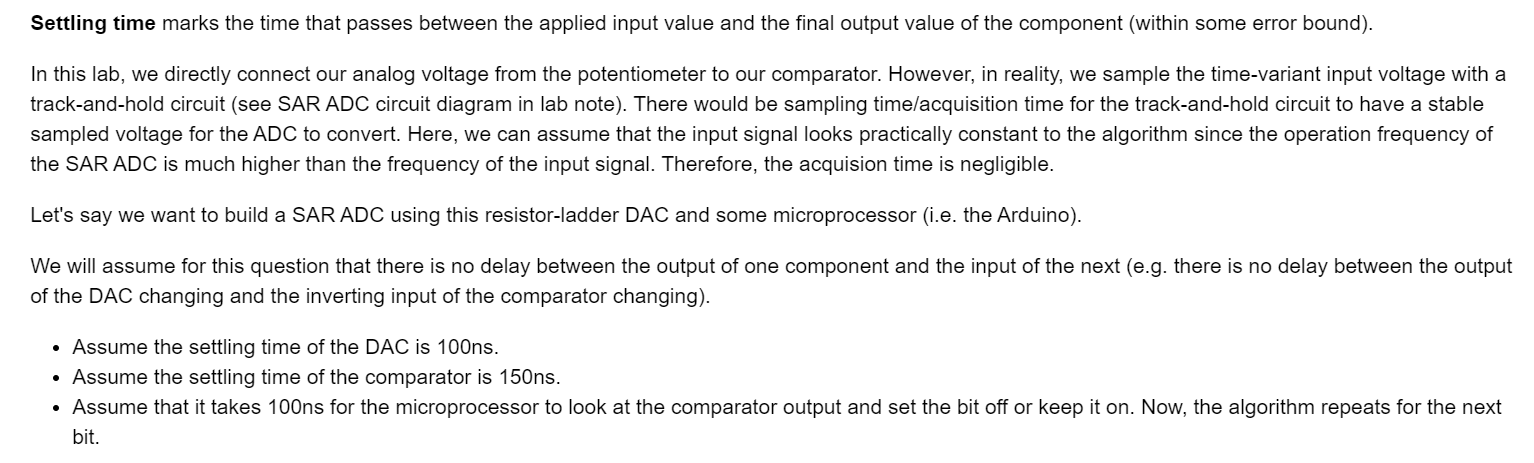 Settling time marks the time that passes between the applied input value and the final output value of the component (within some error bound).
In this lab, we directly connect our analog voltage from the potentiometer to our comparator. However, in reality, we sample the time-variant input voltage with a
track-and-hold circuit (see SAR ADC circuit diagram in lab note). There would be sampling time/acquisition time for the track-and-hold circuit to have a stable
sampled voltage for the ADC to convert. Here, we can assume that the input signal looks practically constant to the algorithm since the operation frequency of
the SAR ADC is much higher than the frequency of the input signal. Therefore, the acquision time is negligible.
Let's say we want to build a SAR ADC using this resistor-ladder DAC and some microprocessor (i.e. the Arduino).
We will assume for this question that there is no delay between the output of one component and the input of the next (e.g. there is no delay between the output
of the DAC changing and the inverting input of the comparator changing).
• Assume the settling time of the DAC is 100ns.
• Assume the settling time of the comparator is 150ns.
• Assume that it takes 100ns for the microprocessor to look at the comparator output and set the bit off or keep it on. Now, the algorithm repeats for the next
bit.